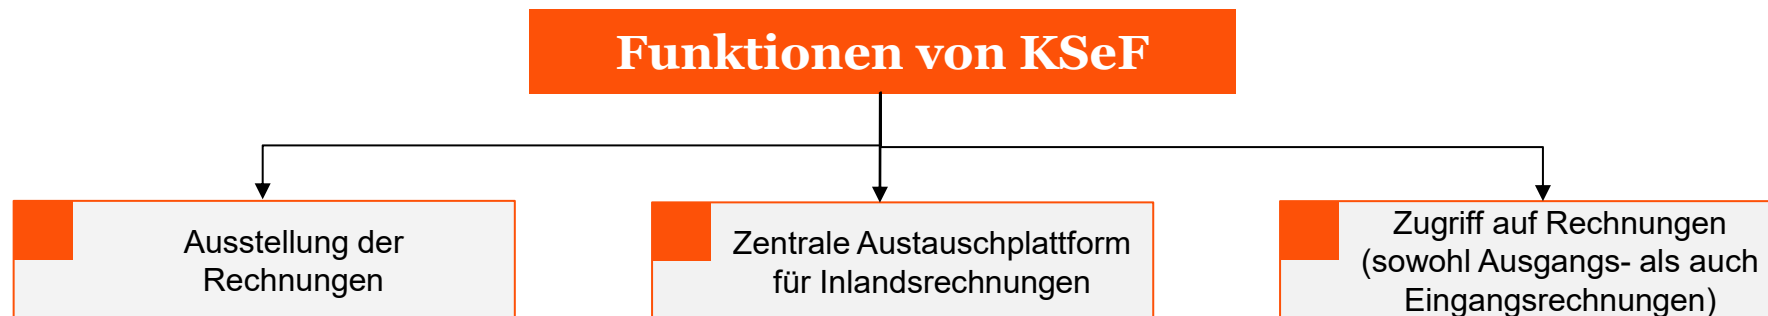 Funktionen von KSeF
Ausstellung der
Rechnungen
Zentrale Austauschplattform
für Inlandsrechnungen
Zugriff auf Rechnungen
(sowohl Ausgangs- als auch
Eingangsrechnungen)